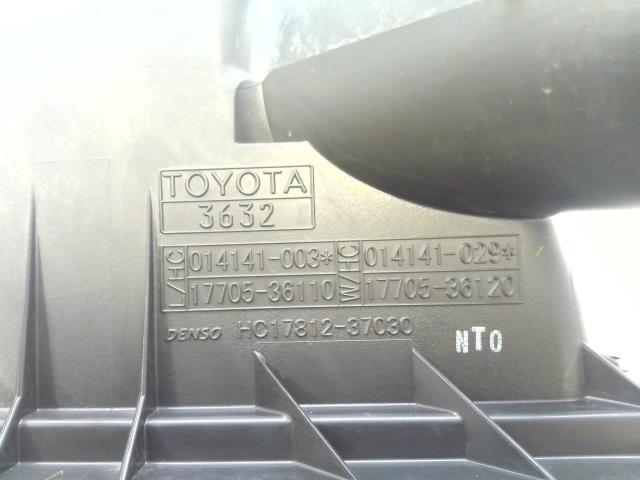 TOYOTA
3632
L/HC 014141-003* W/HC 014141-029*
17705-36110 17705-36120
DENSO HC17812-37030 NTO